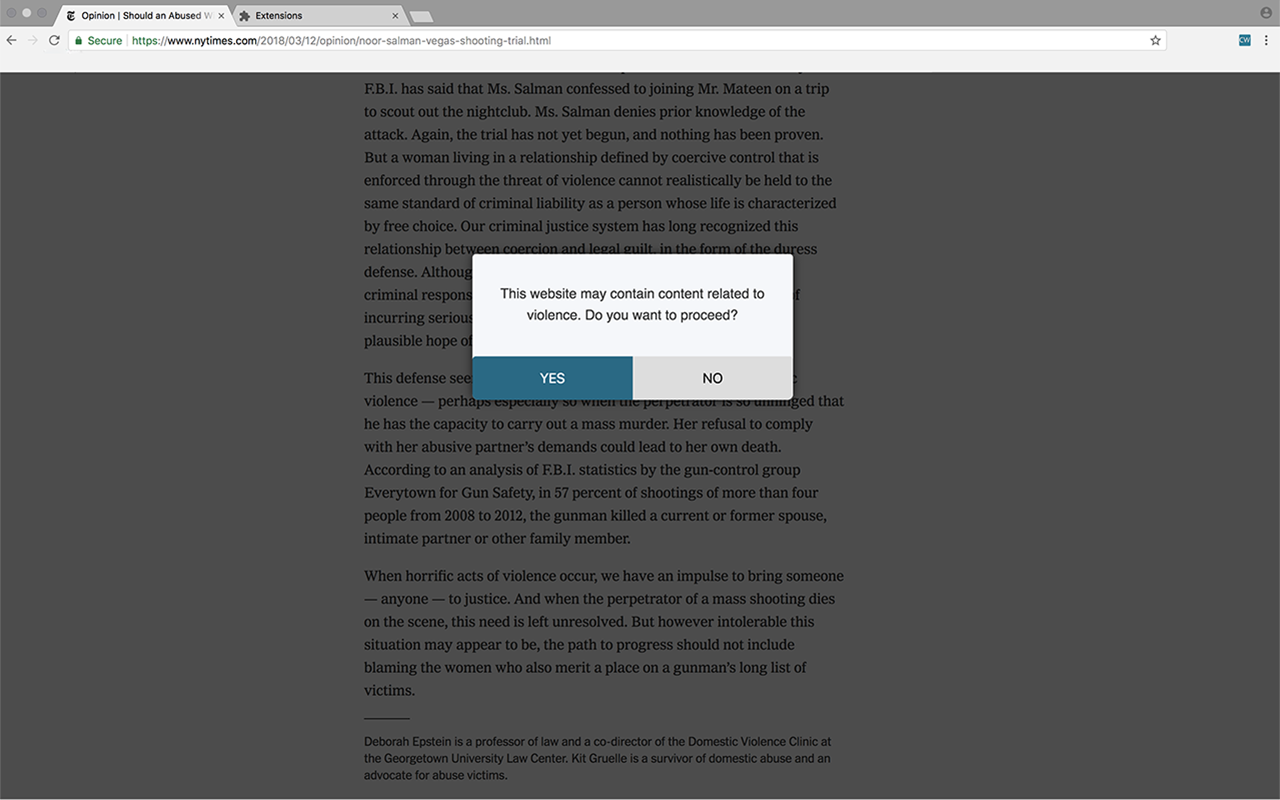 Opinion | Should an Abused W
Extensions
Secure https://www.nytimes.com/2018/03/12/opinion/noor-salman-vegas-shooting-trial.html
CW
F.B.I. has said that Ms. Salman confessed to joining Mr. Mateen on a trip
to scout out the nightclub. Ms. Salman denies prior knowledge of the
attack. Again, the trial has not yet begun, and nothing has been proven.
But a woman living in a relationship defined by coercive control that is
enforced through the threat of violence cannot realistically be held to the
same standard of criminal liability as a person whose life is characterized
by free choice. Our criminal justice system has long recognized this
relationship between coercion and legal guilt, in the form of the duress
defense. Althoug
criminal respons
incurring serious
plausible hope of
This website may contain content related to
violence. Do you want to proceed?
YES
NO
This defense see
violence — perhaps especially so when the perpetrator is so unhinged that
he has the capacity to carry out a mass murder. Her refusal to comply
with her abusive partner's demands could lead to her own death.
According to an analysis of F.B.I. statistics by the gun-control group
Everytown for Gun Safety, in 57 percent of shootings of more than four
people from 2008 to 2012, the gunman killed a current or former spouse,
intimate partner or other family member.
When horrific acts of violence occur, we have an impulse to bring someone
— anyone — to justice. And when the perpetrator of a mass shooting dies
on the scene, this need is left unresolved. But however intolerable this
situation may appear to be, the path to progress should not include
blaming the women who also merit a place on a gunman's long list of
victims.
Deborah Epstein is a professor of law and a co-director of the Domestic Violence Clinic at
the Georgetown University Law Center. Kit Gruelle is a survivor of domestic abuse and an
advocate for abuse victims.